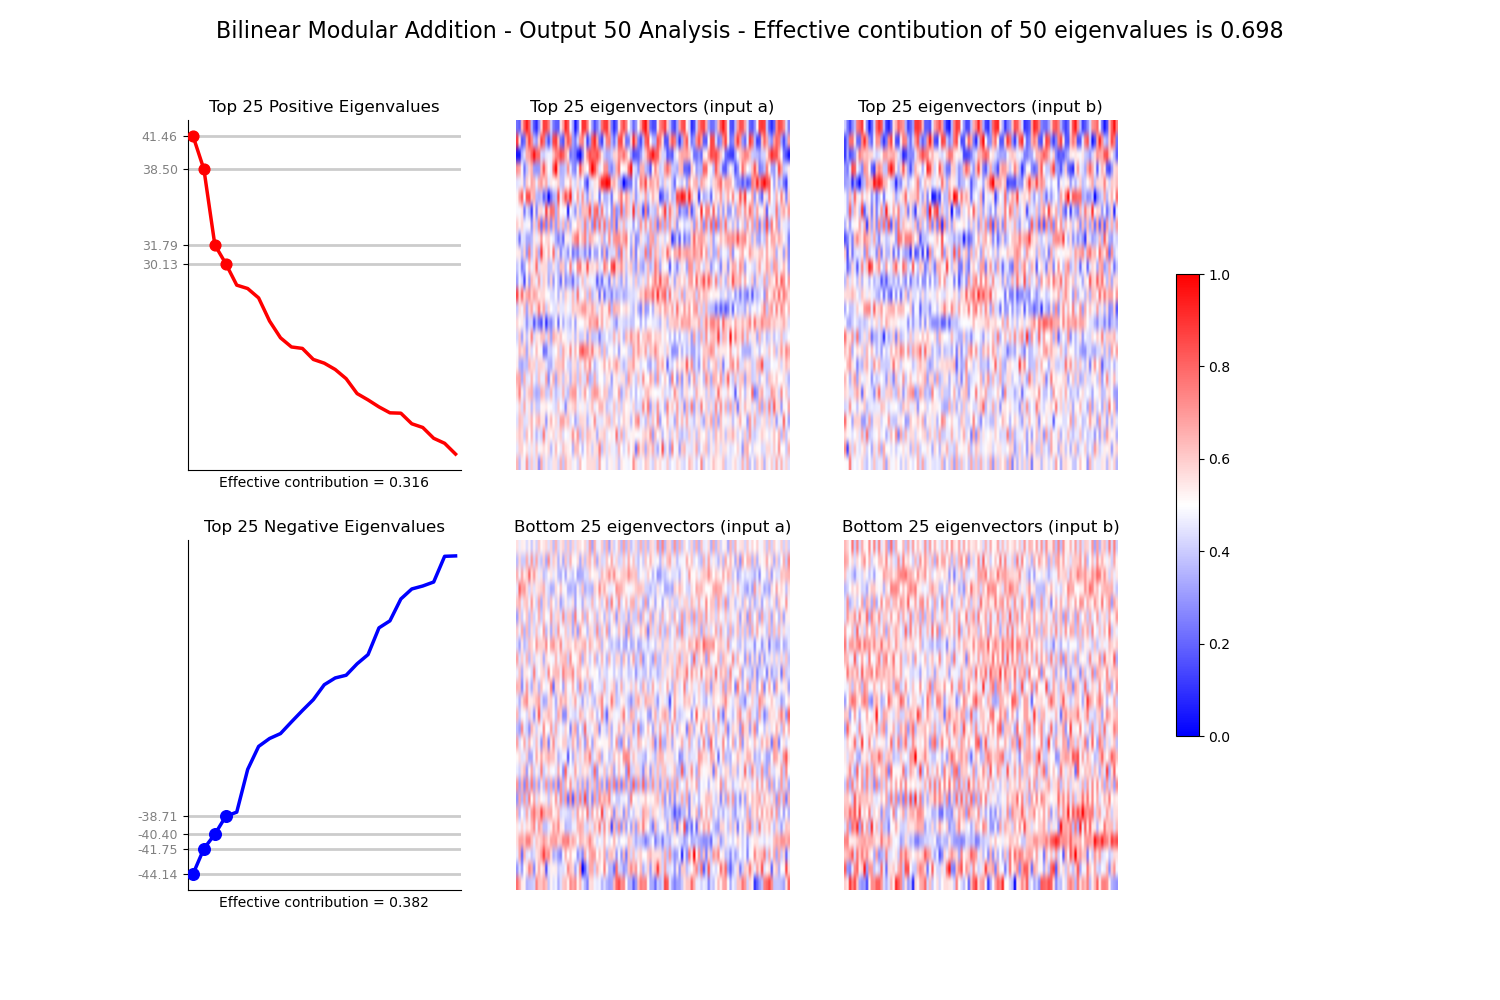 Bilinear Modular Addition - Output 50 Analysis - Effective contibution of 50 eigenvalues is 0.698
Top 25 Positive Eigenvalues
41.46
38.50
31.79
30.13
Effective contribution = 0.316
Top 25 eigenvectors (input a)
Top 25 eigenvectors (input b)
Top 25 Negative Eigenvalues
-38.71
-40.40
-41.75
-44.14
Effective contribution = 0.382
Bottom 25 eigenvectors (input a)
Bottom 25 eigenvectors (input b)
1.0
0.8
0.6
0.4
0.2
0.0